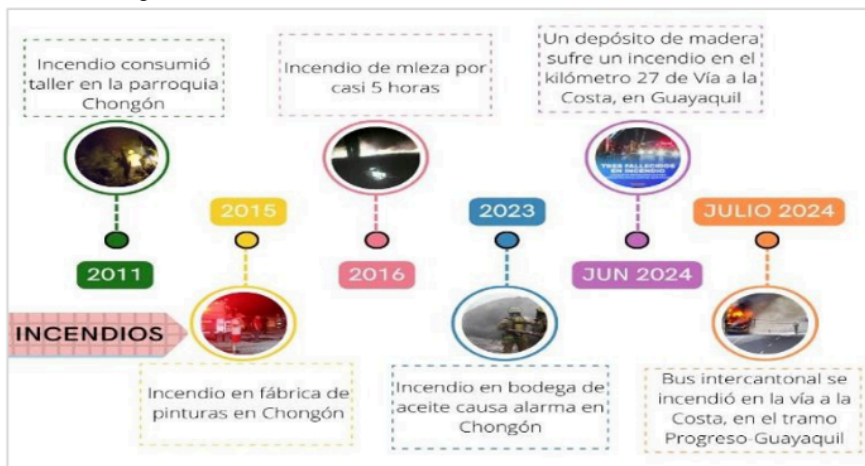 Incendio consumió
taller en la parroquia
Chongón
2011
2015
Incendio en fábrica de
pinturas en Chongón
Incendio de mleza por
casi 5 horas
2016
2023
Incendio en bodega de
aceite causa alarma en
Chongón
Un depósito de madera
sufre un incendio en el
kilómetro 27 de Vía a la
Costa, en Guayaquil
TRES FALLECIDOS
EN INCENDIO
JUN 2024
JULIO 2024
Bus intercantonal se
incendió en la vía a la
Costa, en el tramo
Progreso-Guayaquil
INCENDIOS